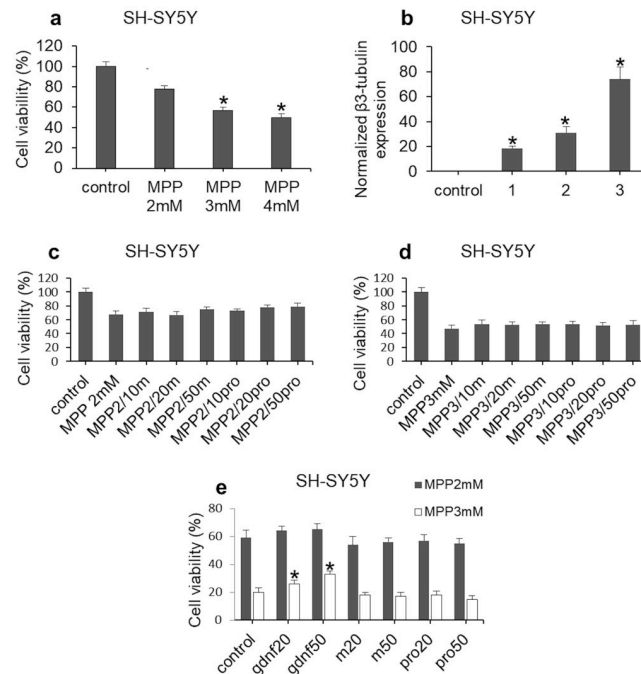 a
SH-SY5Y
Cell viabillity (%)
120
100
80
60
40
20
0
*
*
control
MPP
2mM
MPP
3mM
MPP
4mM
b
SH-SY5Y
Normalized β3-tubulin
expression
100
80
60
40
20
0
*
*
*
control
1
2
3
c
SH-SY5Y
Cell viability (%)
120
100
80
60
40
20
0
control
MPP 2mM
MPP2/10m
MPP2/20m
MPP2/50m
MPP2/10pro
MPP2/20pro
MPP2/50pro
d
SH-SY5Y
Cell viability (%)
120
100
80
60
40
20
0
control
MPP3mM
MPP3/10m
MPP3/20m
MPP3/50m
MPP3/10pro
MPP3/20pro
MPP3/50pro
e
SH-SY5Y
MPP2mM
MPP3mM
Cell viability (%)
80
60
40
20
0
*
*
control
gdnf20
gdnf50
m20
m50
pro20
pro50